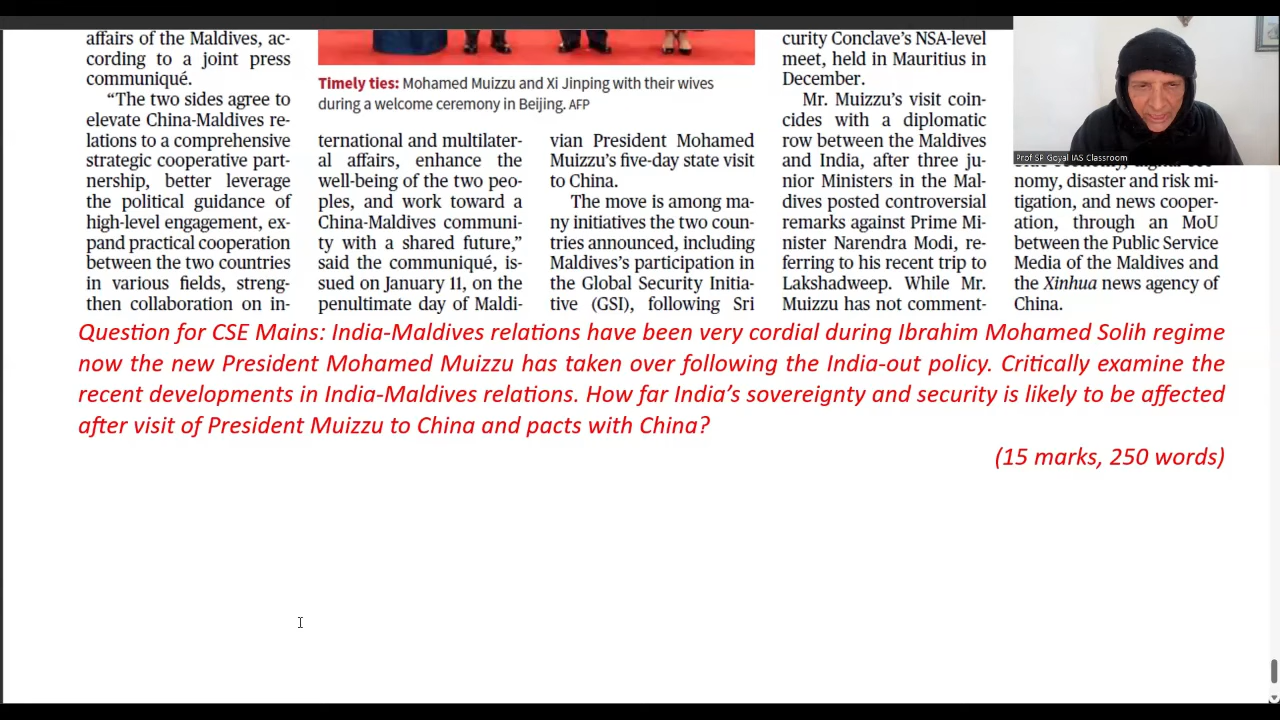 affairs of the Maldives, ac-
cording to a joint press
communiqué.
“The two sides agree to
elevate China-Maldives re-
lations to a comprehensive
strategic cooperative part-
nership, better leverage
the political guidance of
high-level engagement, ex-
pand practical cooperation
between the two countries
in various fields, streng-
then collaboration on in-
Timely ties: Mohamed Muizzu and Xi Jinping with their wives
during a welcome ceremony in Beijing. AFP
ternational and multilater-
al affairs, enhance the
well-being of the two peo-
ples, and work toward a
China-Maldives communi-
ty with a shared future,”
said the communiqué, is-
sued on January 11, on the
penultimate day of Maldi-
vian President Mohamed
Muizzu’s five-day state visit
to China.
The move is among ma-
ny initiatives the two coun-
tries announced, including
Maldives’s participation in
the Global Security Initia-
tive (GSI), following Sri
curity Conclave’s NSA-level
meet, held in Mauritius in
December.
Mr. Muizzu’s visit coin-
cides with a diplomatic
row between the Maldives
and India, after three ju-
nior Ministers in the Mal-
dives posted controversial
remarks against Prime Mi-
nister Narendra Modi, re-
ferring to his recent trip to
Lakshadweep. While Mr.
Muizzu has not comment-
Prof SP Goyal IAS Classroom
nomy, disaster and risk mi-
tigation, and news cooper-
ation, through an MoU
between the Public Service
Media of the Maldives and
the Xinhua news agency of
China.
Question for CSE Mains: India-Maldives relations have been very cordial during Ibrahim Mohamed Solih regime
now the new President Mohamed Muizzu has taken over following the India-out policy. Critically examine the
recent developments in India-Maldives relations. How far India’s sovereignty and security is likely to be affected
after visit of President Muizzu to China and pacts with China?
(15 marks, 250 words)